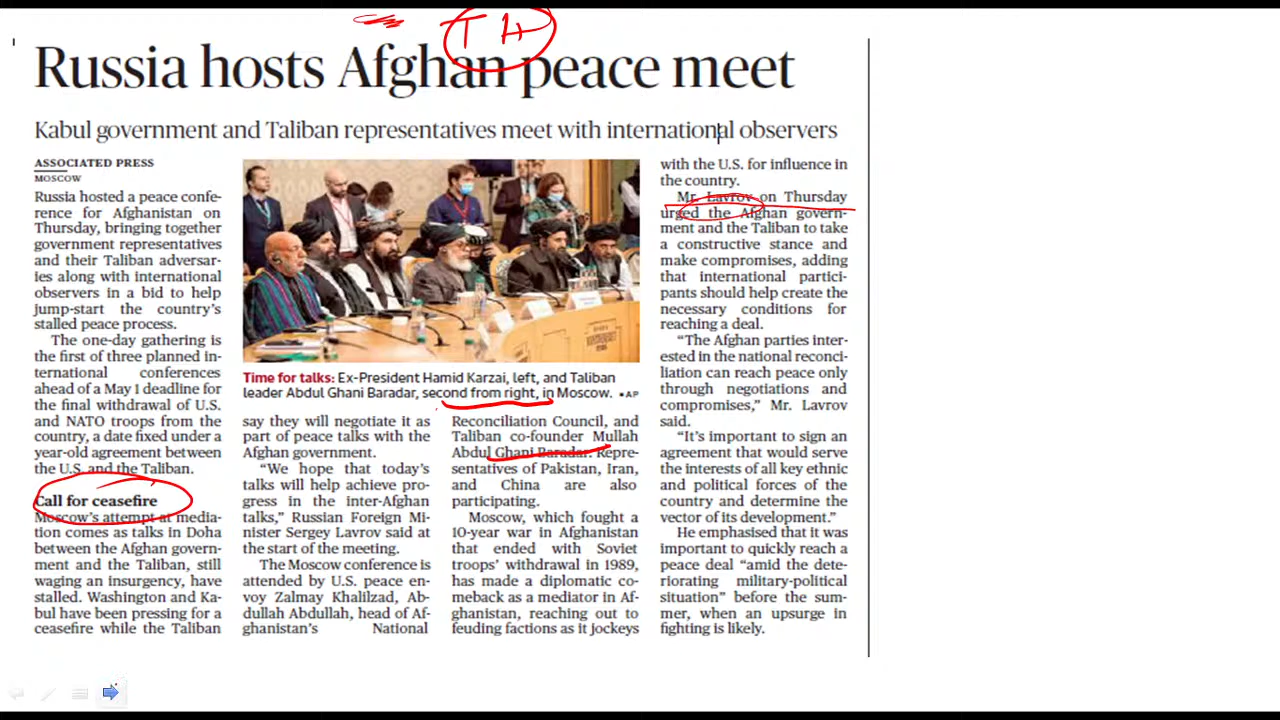 TH
Russia hosts Afghan peace meet
Kabul government and Taliban representatives meet with international observers
ASSOCIATED PRESS
MOSCOW
Russia hosted a peace confe-
rence for Afghanistan on
Thursday, bringing together
government representatives
and their Taliban adversar-
ies along with international
observers in a bid to help
jump-start the country's
stalled peace process.
The one-day gathering is
the first of three planned in-
ternational conferences
ahead of a May 1 deadline for
the final withdrawal of U.S.
and NATO troops from the
country, a date fixed under a
year-old agreement between
the U.S. and the Taliban.
Call for ceasefire
Moscow's attempt at media-
tion comes as talks in Doha
between the Afghan govern-
ment and the Taliban, still
waging an insurgency, have
stalled. Washington and Ka-
bul have been pressing for a
ceasefire while the Taliban
Time for talks: Ex-President Hamid Karzai, left, and Taliban
leader Abdul Ghani Baradar, second from right, in Moscow. ▪AP
say they will negotiate it as
part of peace talks with the
Afghan government.
"We hope that today's
talks will help achieve pro-
gress in the inter-Afghan
talks," Russian Foreign Mi-
nister Sergey Lavrov said at
the start of the meeting.
The Moscow conference is
attended by U.S. peace en-
voy Zalmay Khalilzad, Ab-
dullah Abdullah, head of Af-
ghanistan's National
Reconciliation Council, and
Taliban co-founder Mullah
Abdul Ghani Baradar. Repre-
sentatives of Pakistan, Iran,
and China are also
participating.
Moscow, which fought a
10-year war in Afghanistan
that ended with Soviet
troops' withdrawal in 1989,
has made a diplomatic co-
meback as a mediator in Af-
ghanistan, reaching out to
feuding factions as it jockeys
with the U.S. for influence in
the country.
Mr. Lavrov on Thursday
urged the Afghan govern-
ment and the Taliban to take
a constructive stance and
make compromises, adding
that international partici-
pants should help create the
necessary conditions for
reaching a deal.
"The Afghan parties inter-
ested in the national reconci-
liation can reach peace only
through negotiations and
compromises," Mr. Lavrov
said.
"It's important to sign an
agreement that would serve
the interests of all key ethnic
and political forces of the
country and determine the
vector of its development."
He emphasised that it was
important to quickly reach a
peace deal "amid the dete-
riorating military-political
situation" before the sum-
mer, when an upsurge in
fighting is likely.